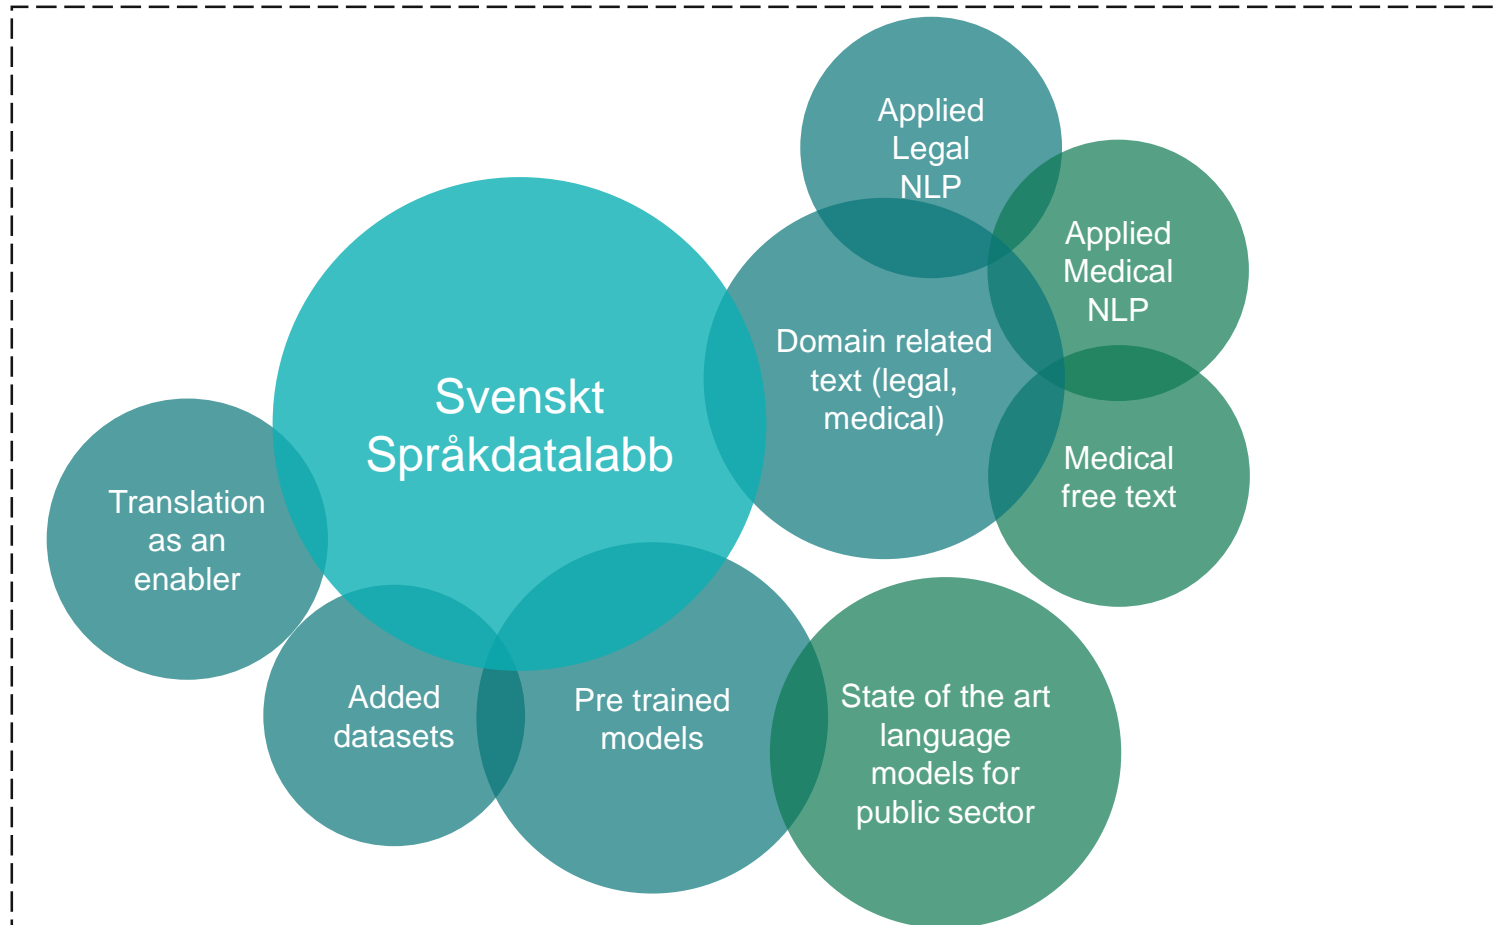 Applied
Legal
NLP
Applied
Medical
NLP
Domain related
text (legal,
medical)
Svenskt
Språkdatalabb
Medical
free text
Translation
as an
enabler
Added
datasets
Pre trained
models
State of the art
language
models for
public sector